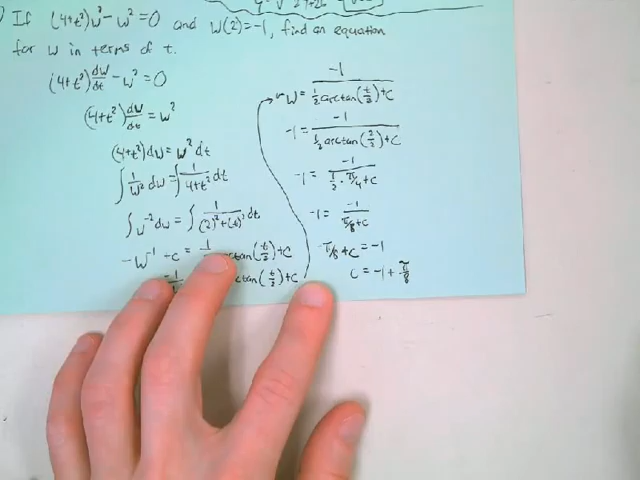 If (4+t²)w' - w² = 0 and W(2) = -1, find an equation
for w in terms of t.
(4+t²) dw/dt - w² = 0
(4+t²) dw/dt = w²
(4+t²) dw = w² dt
∫ 1/w² dw = ∫ 1/(4+t²) dt
∫ w⁻² dw = ∫ 1/((2)²+(t)²) dt
-w⁻¹ + c = arctan(t/2) + C
arctan(t/2) + C
w = -1/(½ arctan(t/2) + C)
-1 = -1/(½ arctan(2/2) + C)
-1 = -1/(½ · π/4 + C)
-1 = -1/(π/8 + C)
-π/8 + C = -1
C = -1 + π/8